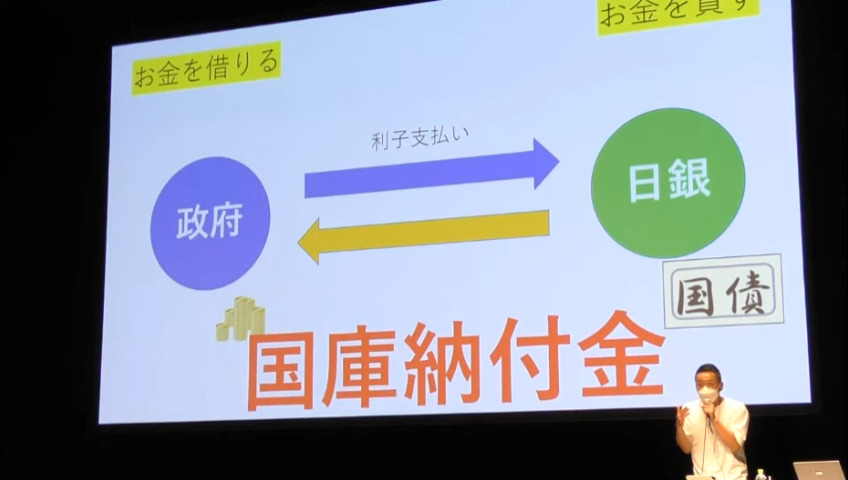 お金を貸す
お金を借りる
利子支払い
政府
日銀
国債
国庫納付金